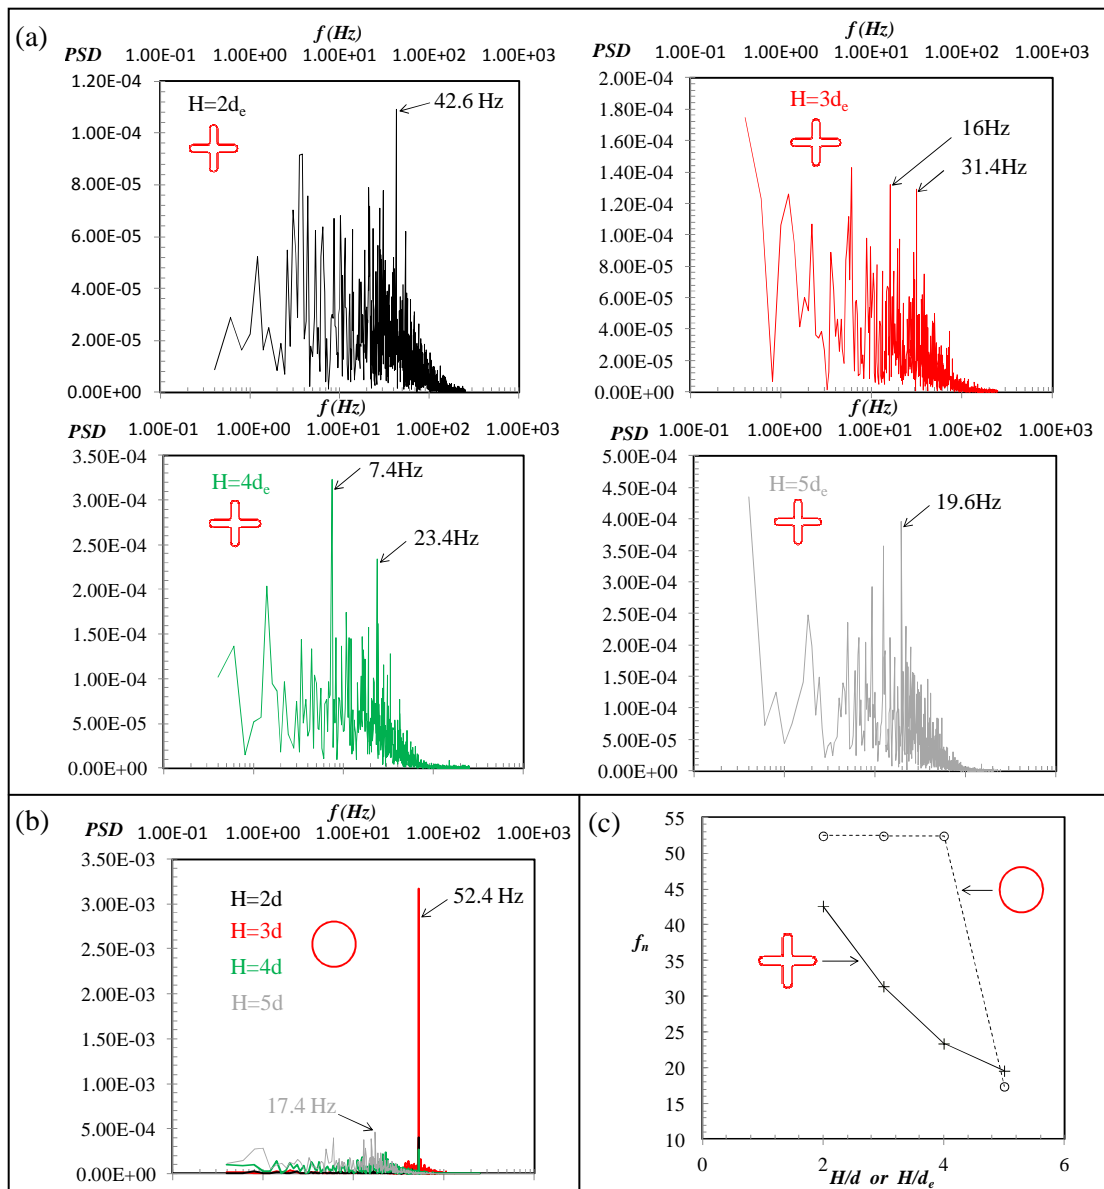 (a)
f (Hz)
PSD
1.00E-01 1.00E+00 1.00E+01 1.00E+02 1.00E+03
1.20E-04
1.00E-04
8.00E-05
6.00E-05
4.00E-05
2.00E-05
0.00E+00
H=2dₑ
42.6 Hz
f (Hz)
PSD
1.00E-01 1.00E+00 1.00E+01 1.00E+02 1.00E+03
2.00E-04
1.80E-04
1.60E-04
1.40E-04
1.20E-04
1.00E-04
8.00E-05
6.00E-05
4.00E-05
2.00E-05
0.00E+00
H=3dₑ
16Hz
31.4Hz
f (Hz)
PSD
1.00E-01 1.00E+00 1.00E+01 1.00E+02 1.00E+03
3.50E-04
3.00E-04
2.50E-04
2.00E-04
1.50E-04
1.00E-04
5.00E-05
0.00E+00
H=4dₑ
7.4Hz
23.4Hz
f (Hz)
PSD
1.00E-01 1.00E+00 1.00E+01 1.00E+02 1.00E+03
5.00E-04
4.50E-04
4.00E-04
3.50E-04
3.00E-04
2.50E-04
2.00E-04
1.50E-04
1.00E-04
5.00E-05
0.00E+00
H=5dₑ
19.6Hz
(b)
f (Hz)
PSD
1.00E-01 1.00E+00 1.00E+01 1.00E+02 1.00E+03
3.50E-03
3.00E-03
2.50E-03
2.00E-03
1.50E-03
1.00E-03
5.00E-04
0.00E+00
H=2d
H=3d
H=4d
H=5d
52.4 Hz
17.4 Hz
(c)
fₙ
55
50
45
40
35
30
25
20
15
10
0 2 4 6
H/d or H/dₑ